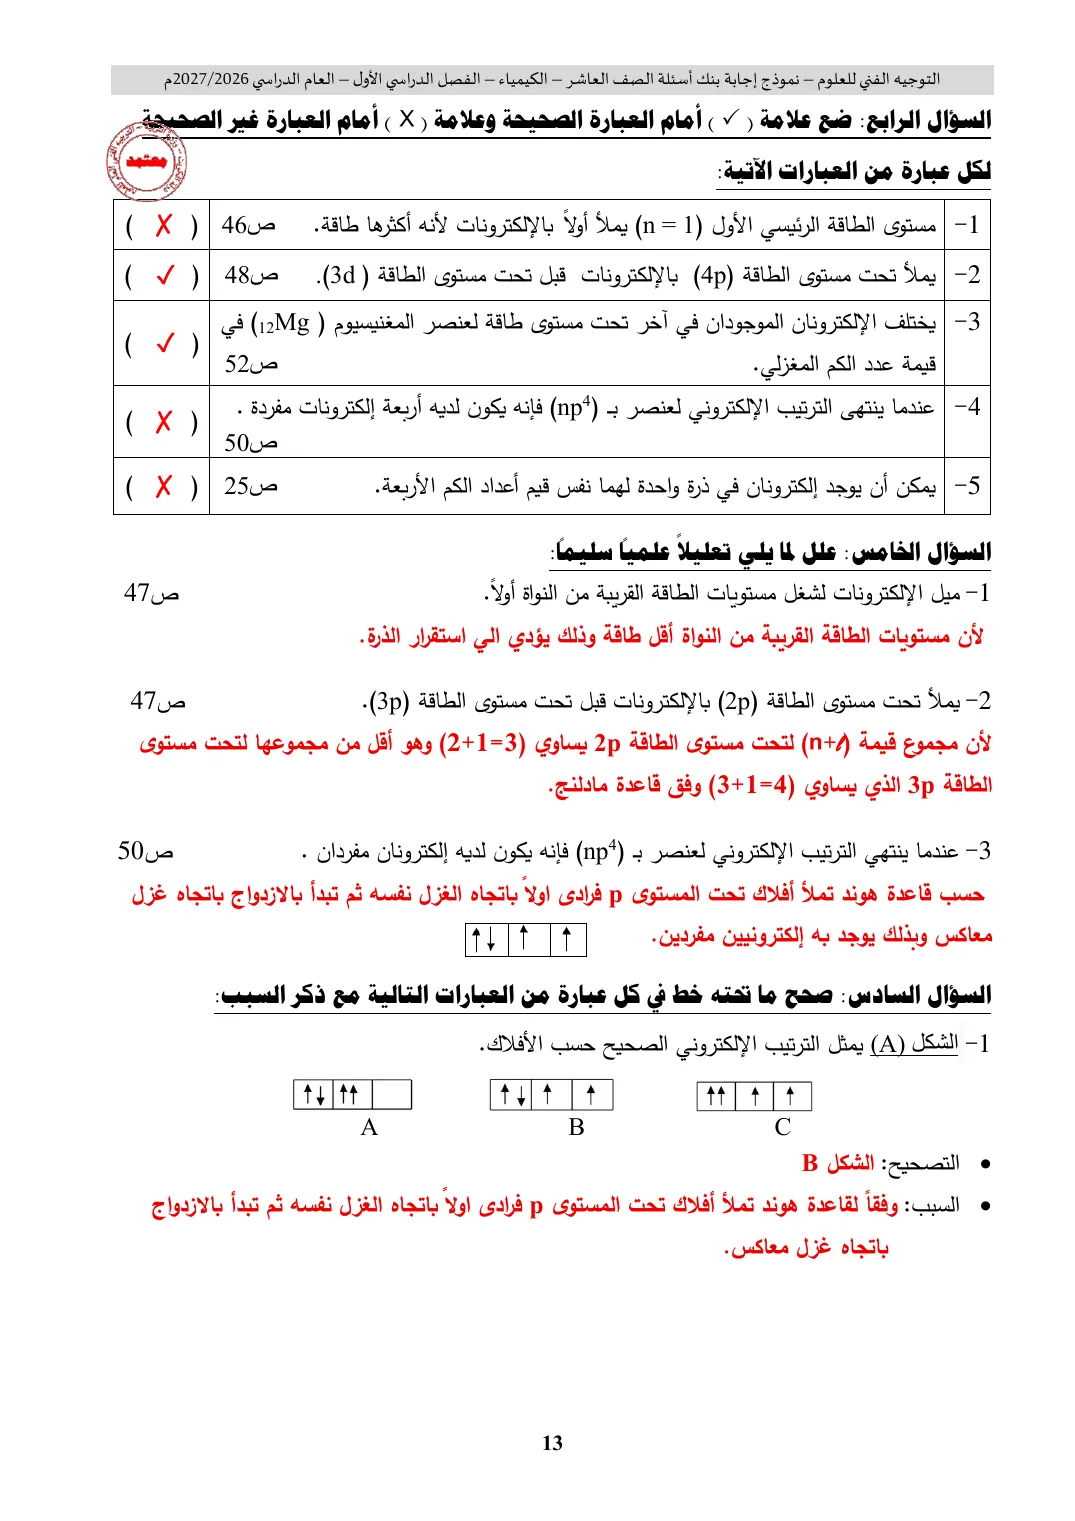 التوجيه الفني للعلوم – نموذج إجابة بنك أسئلة الصف العاشر – الكيمياء – الفصل الدراسي الأول – العام الدراسي 2027/2026م
السؤال الرابع: ضع علامة ( ✓ ) أمام العبارة الصحيحة وعلامة ( X ) أمام العبارة غير الصحيحة
لكل عبارة من العبارات الآتية:
معتمد
1- مستوى الطاقة الرئيسي الأول (n = 1) يملأ أولاً بالإلكترونات لأنه أكثرها طاقة. ص46 ( ✗ )
2- يملأ تحت مستوى الطاقة (4p) بالإلكترونات قبل تحت مستوى الطاقة ( 3d). ص48 ( ✓ )
3- يختلف الإلكترونان الموجودان في آخر تحت مستوى طاقة لعنصر المغنيسيوم ( ₁₂Mg) في
قيمة عدد الكم المغزلي. ص52 ( ✓ )
4- عندما ينتهى الترتيب الإلكتروني لعنصر بـ (np⁴) فإنه يكون لديه أربعة إلكترونات مفردة .
ص50 ( ✗ )
5- يمكن أن يوجد إلكترونان في ذرة واحدة لهما نفس قيم أعداد الكم الأربعة. ص25 ( ✗ )
السؤال الخامس: علل لما يلي تعليلاً علمياً سليماً:
1- ميل الإلكترونات لشغل مستويات الطاقة القريبة من النواة أولاً. ص47
لأن مستويات الطاقة القريبة من النواة أقل طاقة وذلك يؤدي الي استقرار الذرة.
2- يملأ تحت مستوى الطاقة (2p) بالإلكترونات قبل تحت مستوى الطاقة (3p). ص47
لأن مجموع قيمة (n+ℓ) لتحت مستوى الطاقة 2p يساوي (3=1+2) وهو أقل من مجموعها لتحت مستوى
الطاقة 3p الذي يساوي (4=1+3) وفق قاعدة مادلنج.
3- عندما ينتهي الترتيب الإلكتروني لعنصر بـ (np⁴) فإنه يكون لديه إلكترونان مفردان . ص50
حسب قاعدة هوند تملأ أفلاك تحت المستوى p فرادى اولاً باتجاه الغزل نفسه ثم تبدأ بالازدواج باتجاه غزل
معاكس وبذلك يوجد به إلكترونيين مفردين. ↑↓ ↑ ↑
السؤال السادس: صحح ما تحته خط في كل عبارة من العبارات التالية مع ذكر السبب:
1- الشكل (A) يمثل الترتيب الإلكتروني الصحيح حسب الأفلاك.
↑↓ ↑↑ ↑↓ ↑ ↑ ↑↑ ↑ ↑
A B C
• التصحيح: الشكل B
• السبب: وفقاً لقاعدة هوند تملأ أفلاك تحت المستوى p فرادى اولاً باتجاه الغزل نفسه ثم تبدأ بالازدواج
باتجاه غزل معاكس.
13